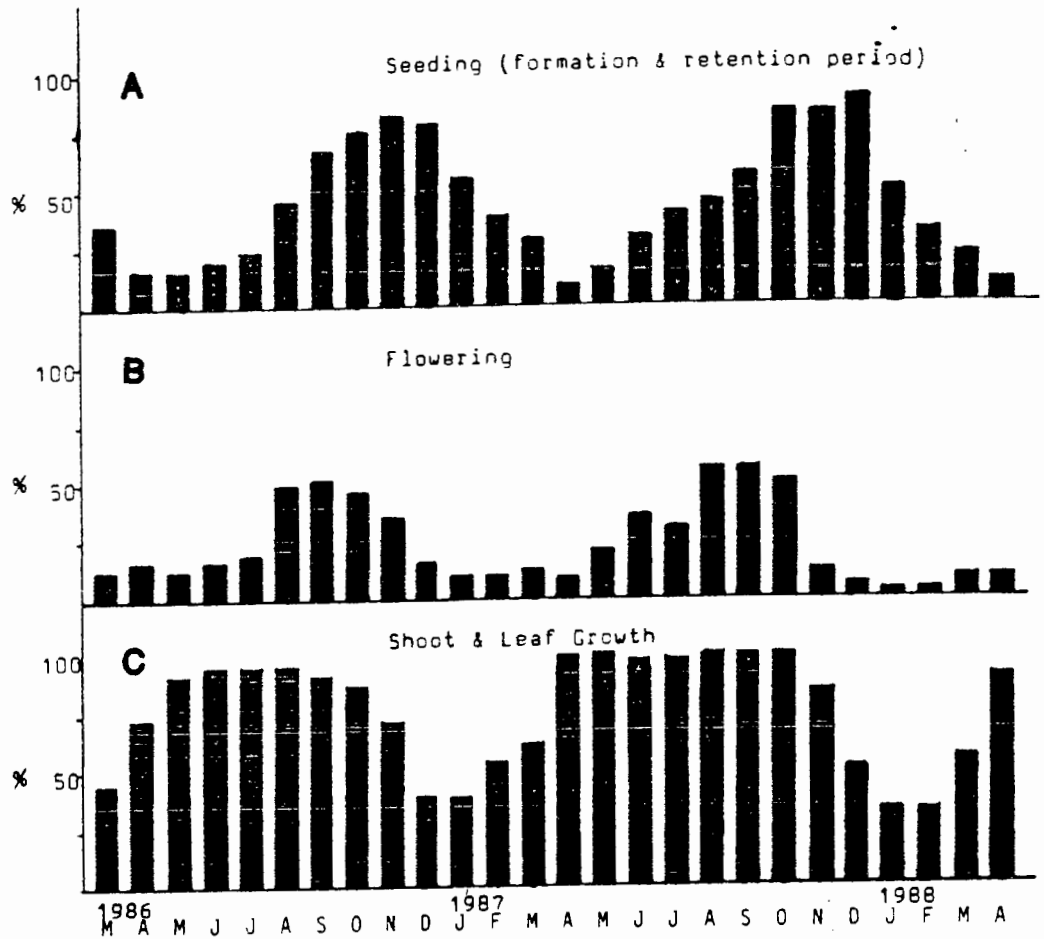 Seeding (formation & retention period)
100
A
% 50
Flowering
100
B
% 50
Shoot & Leaf Growth
100
C
% 50
1986 1987 1988
M A M J J A S O N D J F M A M J J A S O N D J F M A